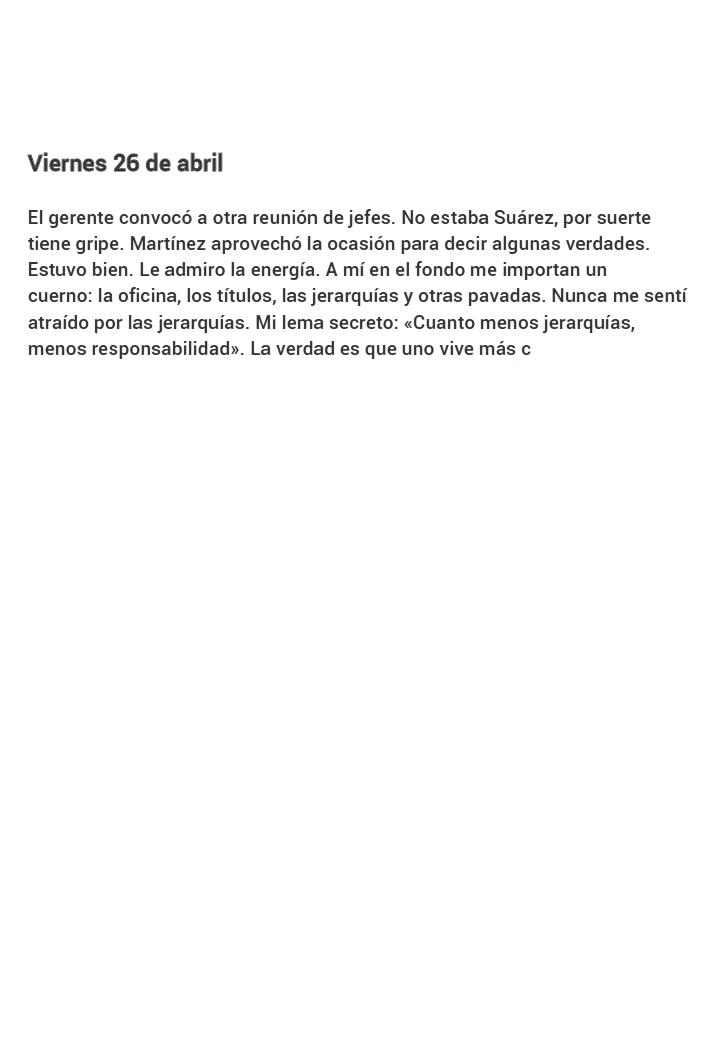 Viernes 26 de abril
El gerente convocó a otra reunión de jefes. No estaba Suárez, por suerte
tiene gripe. Martínez aprovechó la ocasión para decir algunas verdades.
Estuvo bien. Le admiro la energía. A mí en el fondo me importan un
cuerno: la oficina, los títulos, las jerarquías y otras pavadas. Nunca me sentí
atraído por las jerarquías. Mi lema secreto: «Cuanto menos jerarquías,
menos responsabilidad». La verdad es que uno vive más c